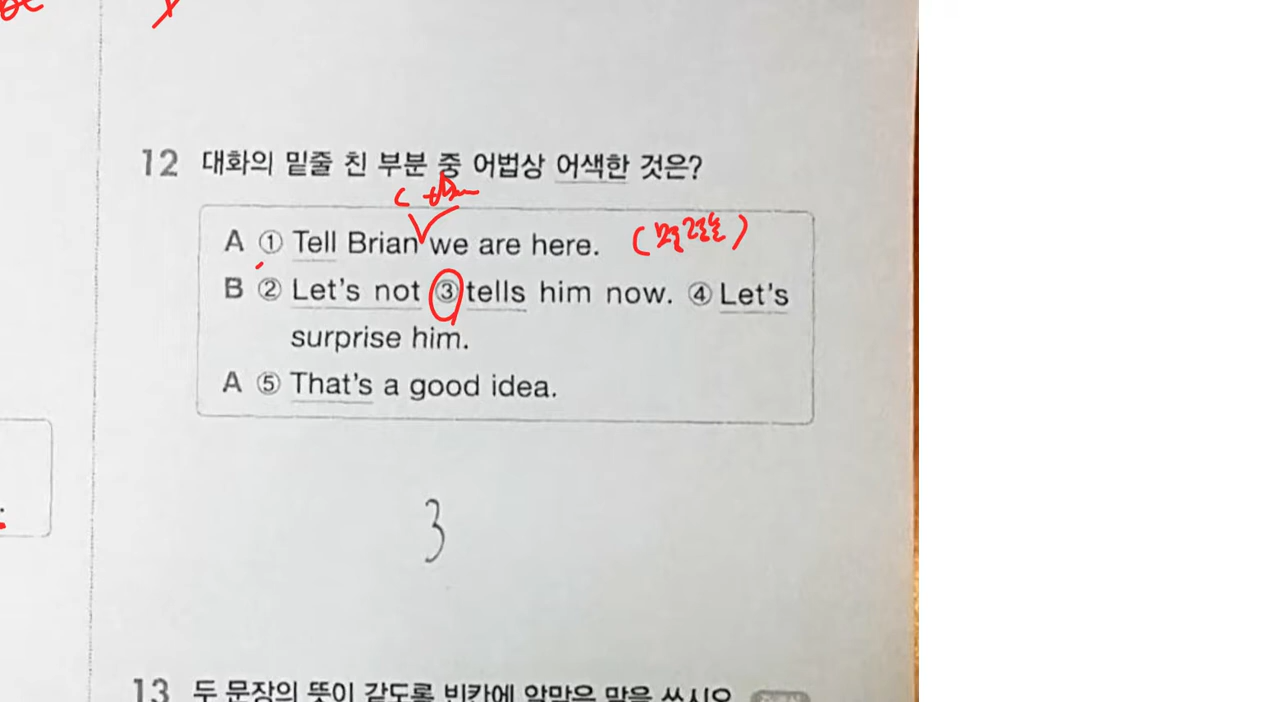 12 대화의 밑줄 친 부분 중 어법상 어색한 것은?
A ① Tell Brian we are here.
B ② Let's not ③ tells him now. ④ Let's
surprise him.
A ⑤ That's a good idea.
3
13 두 문장의 뜻이 같도록 빈칸에 알맞은 말을 쓰시오